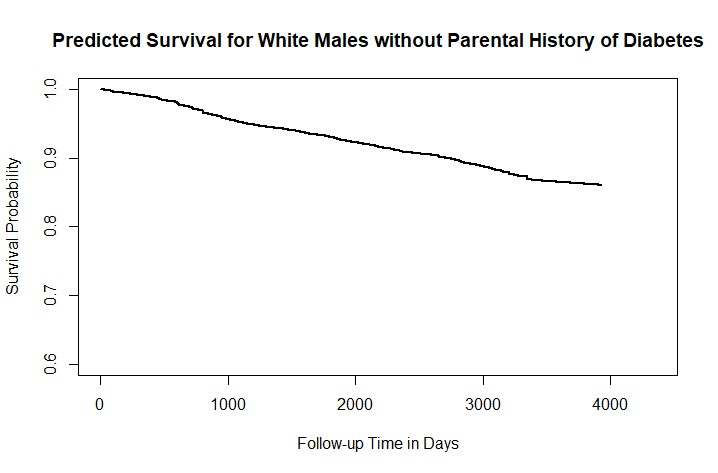 Predicted Survival for White Males without Parental History of Diabetes
Survival Probability
1.0
0.9
0.8
0.7
0.6
0 1000 2000 3000 4000
Follow-up Time in Days